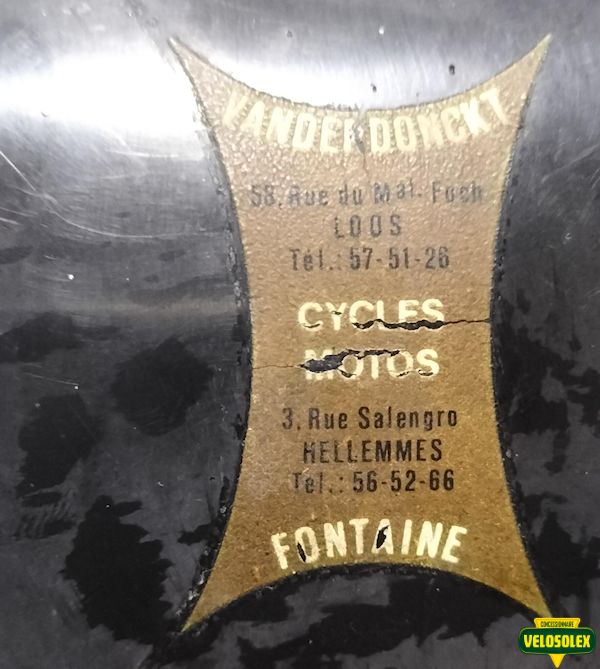 VANDERDONCKT
58, Rue du Mal. Foch
LOOS
Tél.: 57-51-26
CYCLES
MOTOS
3, Rue Salengro
HELLEMMES
Tél.: 56-52-66
FONTAINE
CONCESSIONNAIRE
VELOSOLEX